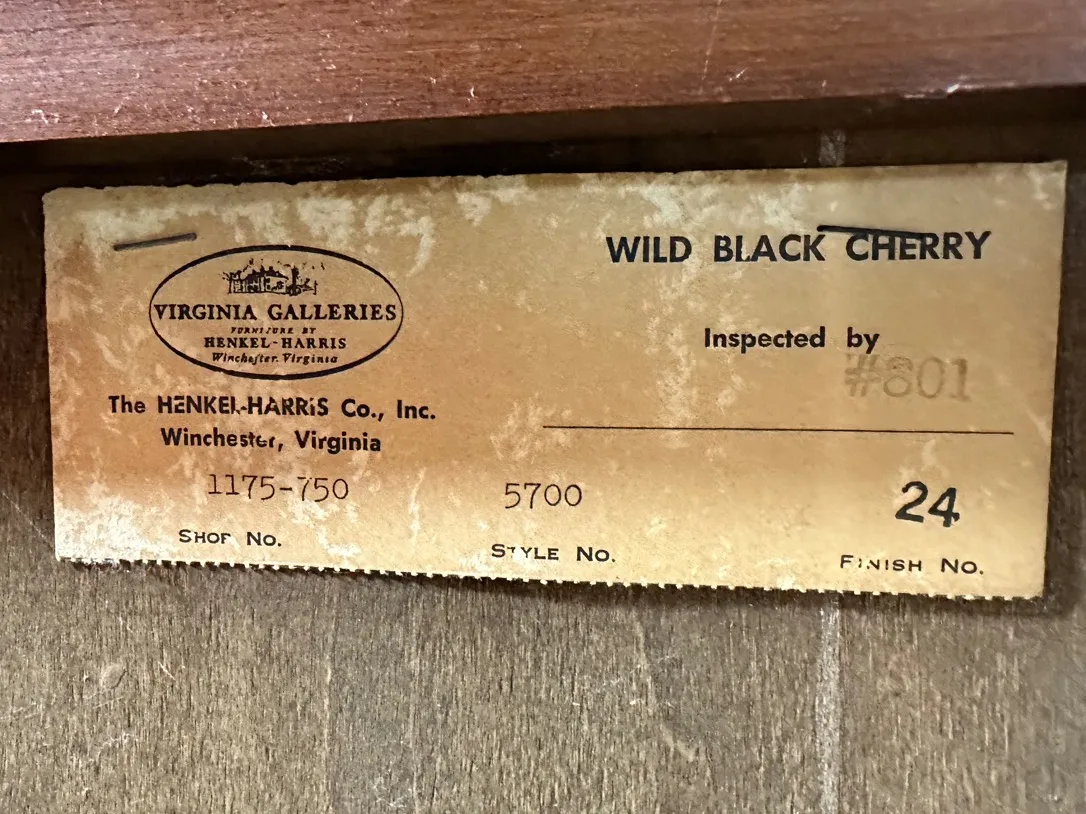 VIRGINIA GALLERIES
FURNITURE BY
HENKEL-HARRIS
Winchester, Virginia
The HENKEL-HARRIS Co., Inc.
Winchester, Virginia
1175-750
SHOP NO.
5700
STYLE NO.
WILD BLACK CHERRY
Inspected by
#801
24
FINISH NO.